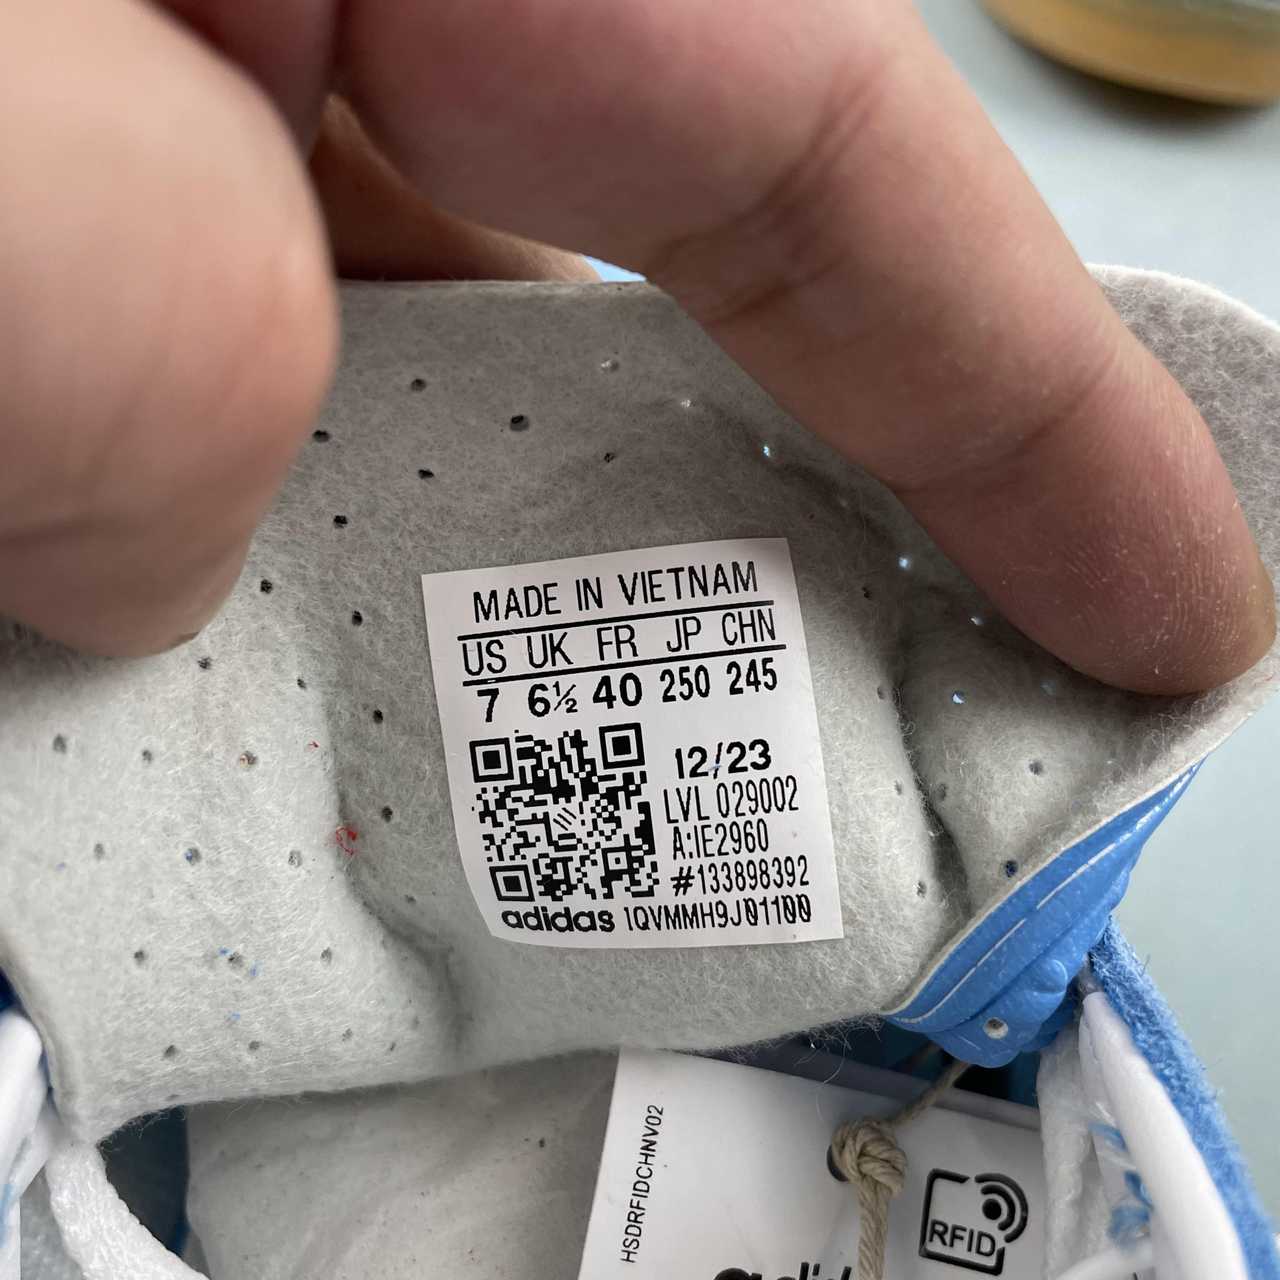 MADE IN VIETNAM
US UK FR JP CHN
7 6½ 40 250 245
12/23
LVL 029002
A:IE2960
#133898392
adidas 1QVMMH9J01100
HSDRFIDCHNV02
RFID
adidas